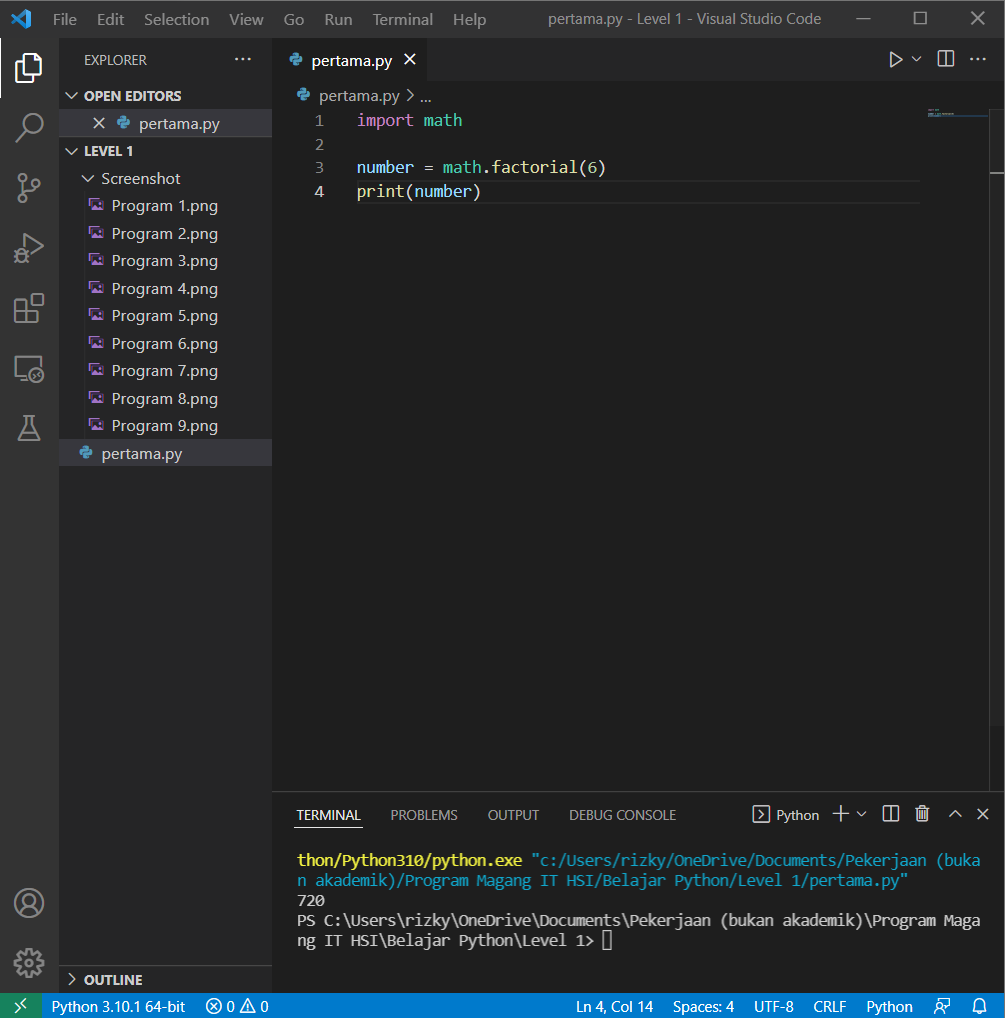 File Edit Selection View Go Run Terminal Help pertama.py - Level 1 - Visual Studio Code
EXPLORER
OPEN EDITORS
pertama.py
LEVEL 1
Screenshot
Program 1.png
Program 2.png
Program 3.png
Program 4.png
Program 5.png
Program 6.png
Program 7.png
Program 8.png
Program 9.png
pertama.py
OUTLINE
pertama.py
pertama.py > ...
1 import math
2
3 number = math.factorial(6)
4 print(number)
TERMINAL PROBLEMS OUTPUT DEBUG CONSOLE Python
thon/Python310/python.exe "c:/Users/rizky/OneDrive/Documents/Pekerjaan (buka
n akademik)/Program Magang IT HSI/Belajar Python/Level 1/pertama.py"
720
PS C:\Users\rizky\OneDrive\Documents\Pekerjaan (bukan akademik)\Program Maga
ng IT HSI\Belajar Python\Level 1>
Python 3.10.1 64-bit 0 0 Ln 4, Col 14 Spaces: 4 UTF-8 CRLF Python